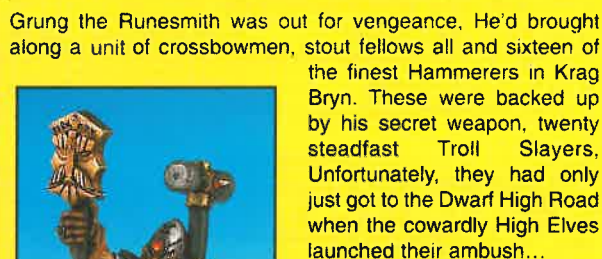 Grung the Runesmith was out for vengeance, He'd brought
along a unit of crossbowmen, stout fellows all and sixteen of
the finest Hammerers in Krag
Bryn. These were backed up
by his secret weapon, twenty
steadfast Troll Slayers,
Unfortunately, they had only
just got to the Dwarf High Road
when the cowardly High Elves
launched their ambush...